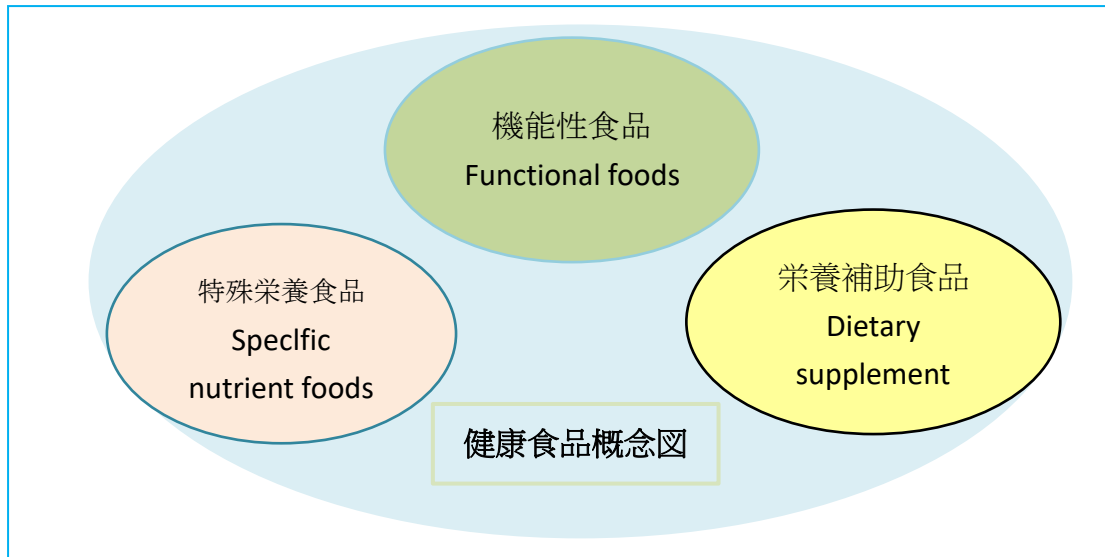 機能性食品
Functional foods
特殊栄養食品
Speclfic
nutrient foods
栄養補助食品
Dietary
supplement
健康食品概念図